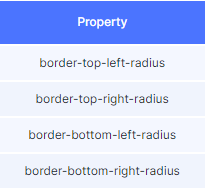 Property
border-top-left-radius
border-top-right-radius
border-bottom-left-radius
border-bottom-right-radius